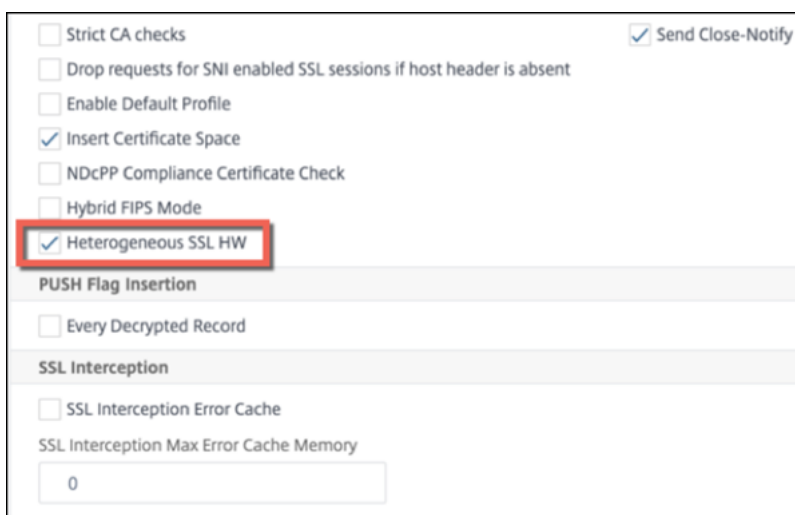 Strict CA checks
Send Close-Notify
Drop requests for SNI enabled SSL sessions if host header is absent
Enable Default Profile
Insert Certificate Space
NDcPP Compliance Certificate Check
Hybrid FIPS Mode
Heterogeneous SSL HW
PUSH Flag Insertion
Every Decrypted Record
SSL Interception
SSL Interception Error Cache
SSL Interception Max Error Cache Memory
0